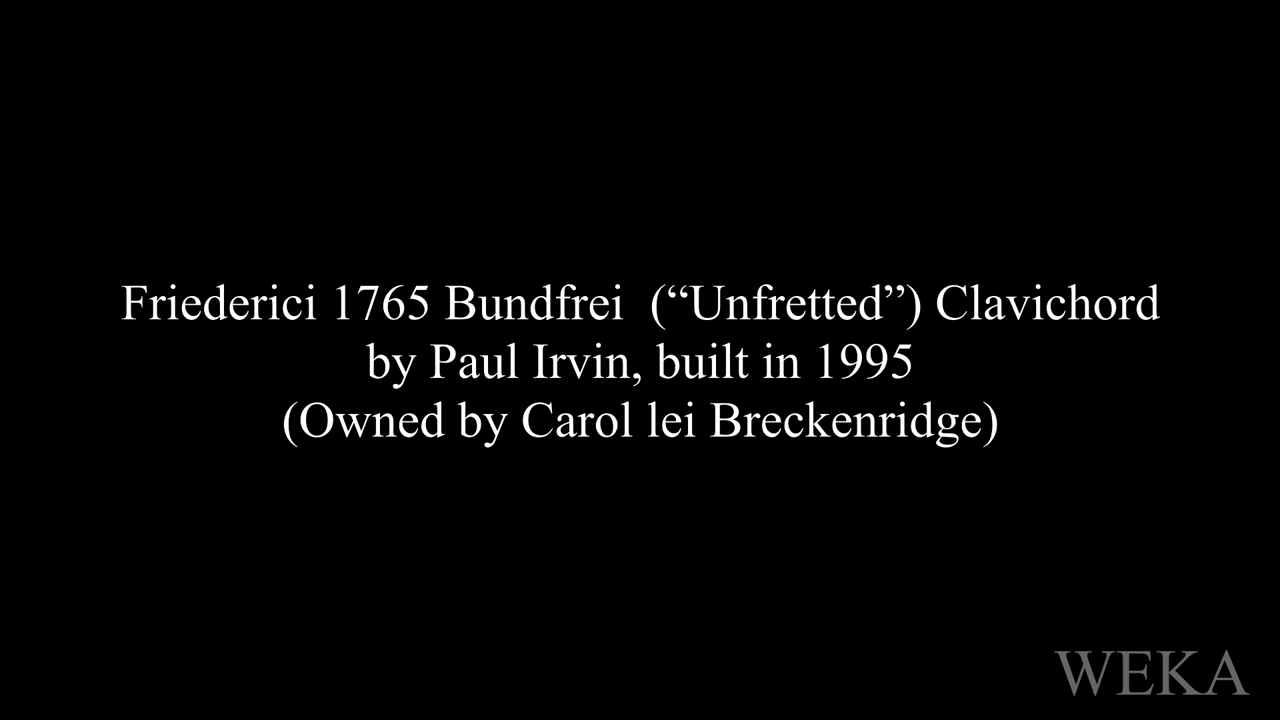 Friederici 1765 Bundfrei  (“Unfretted”) Clavichord
by Paul Irvin, built in 1995
(Owned by Carol lei Breckenridge)
WEKA